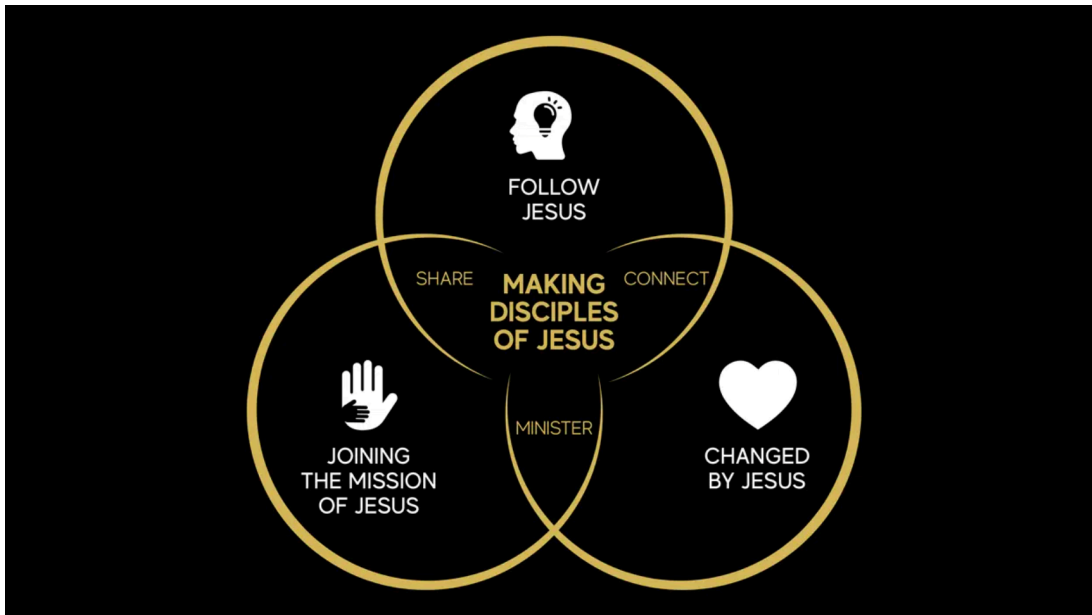 FOLLOW
JESUS
SHARE
MAKING
DISCIPLES
OF JESUS
CONNECT
MINISTER
JOINING
THE MISSION
OF JESUS
CHANGED
BY JESUS